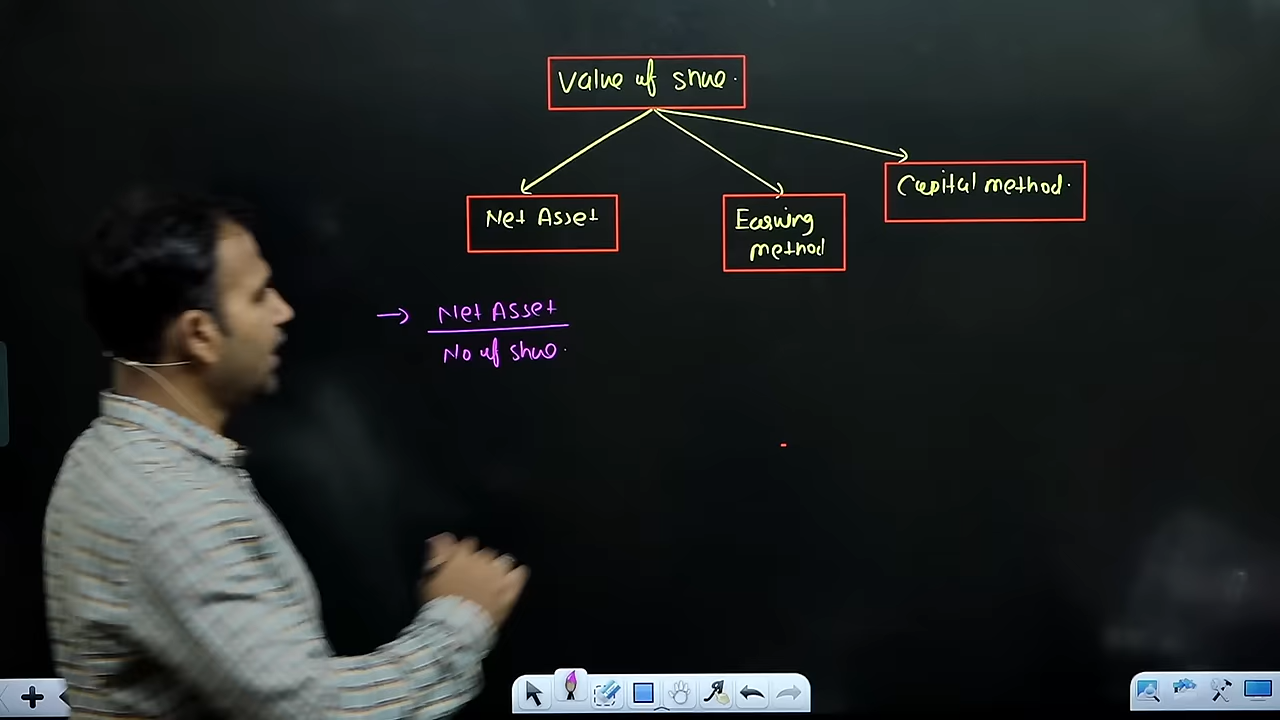 Value of share.
Net Asset
Earning
method
Capital method.
→ Net Asset
No of share.